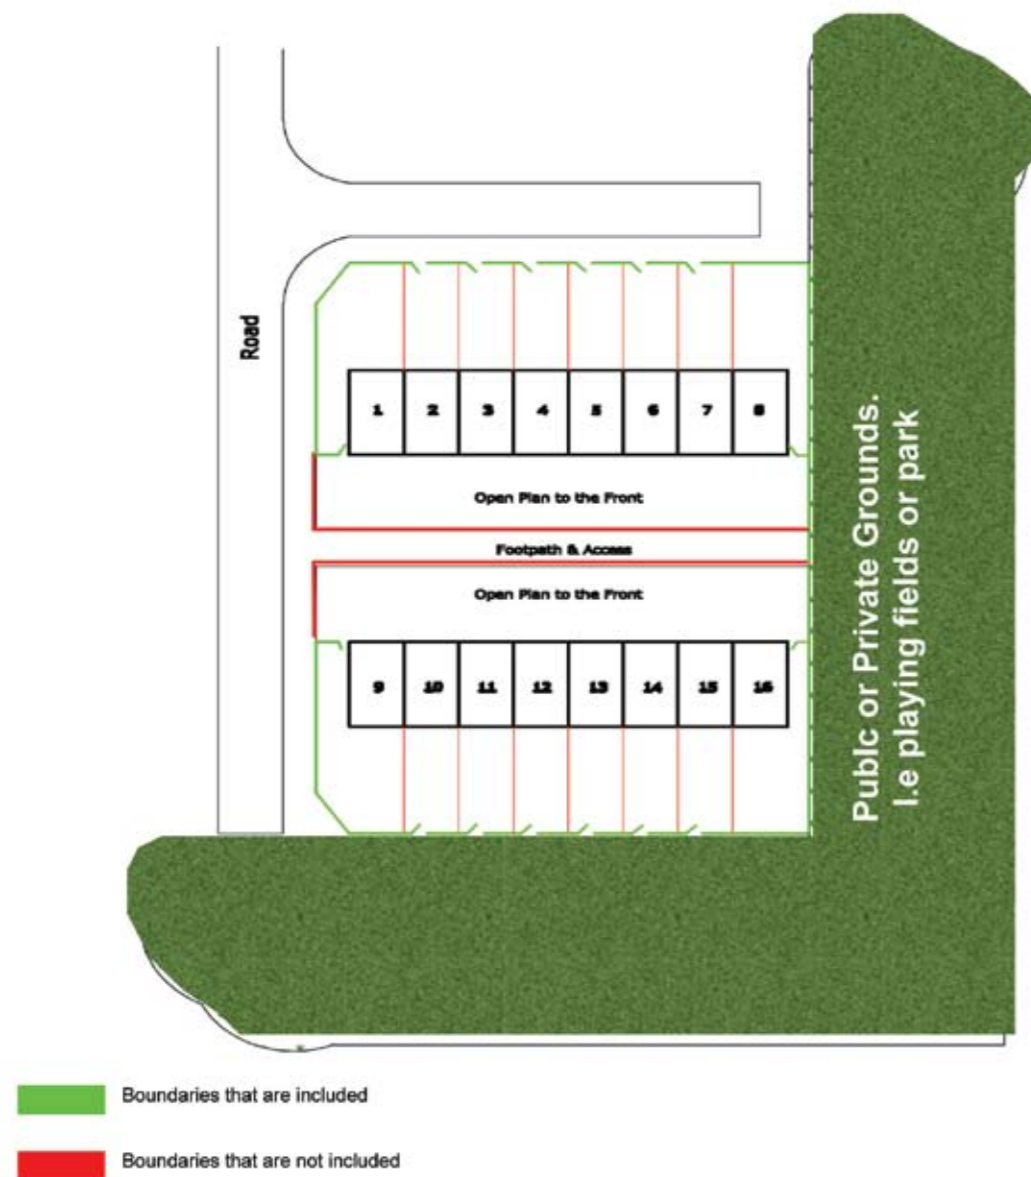 Road
1 2 3 4 5 6 7 8
Open Plan to the Front
Footpath & Access
Open Plan to the Front
9 10 11 12 13 14 15 16
Publc or Private Grounds.
I.e playing fields or park
Boundaries that are included
Boundaries that are not included